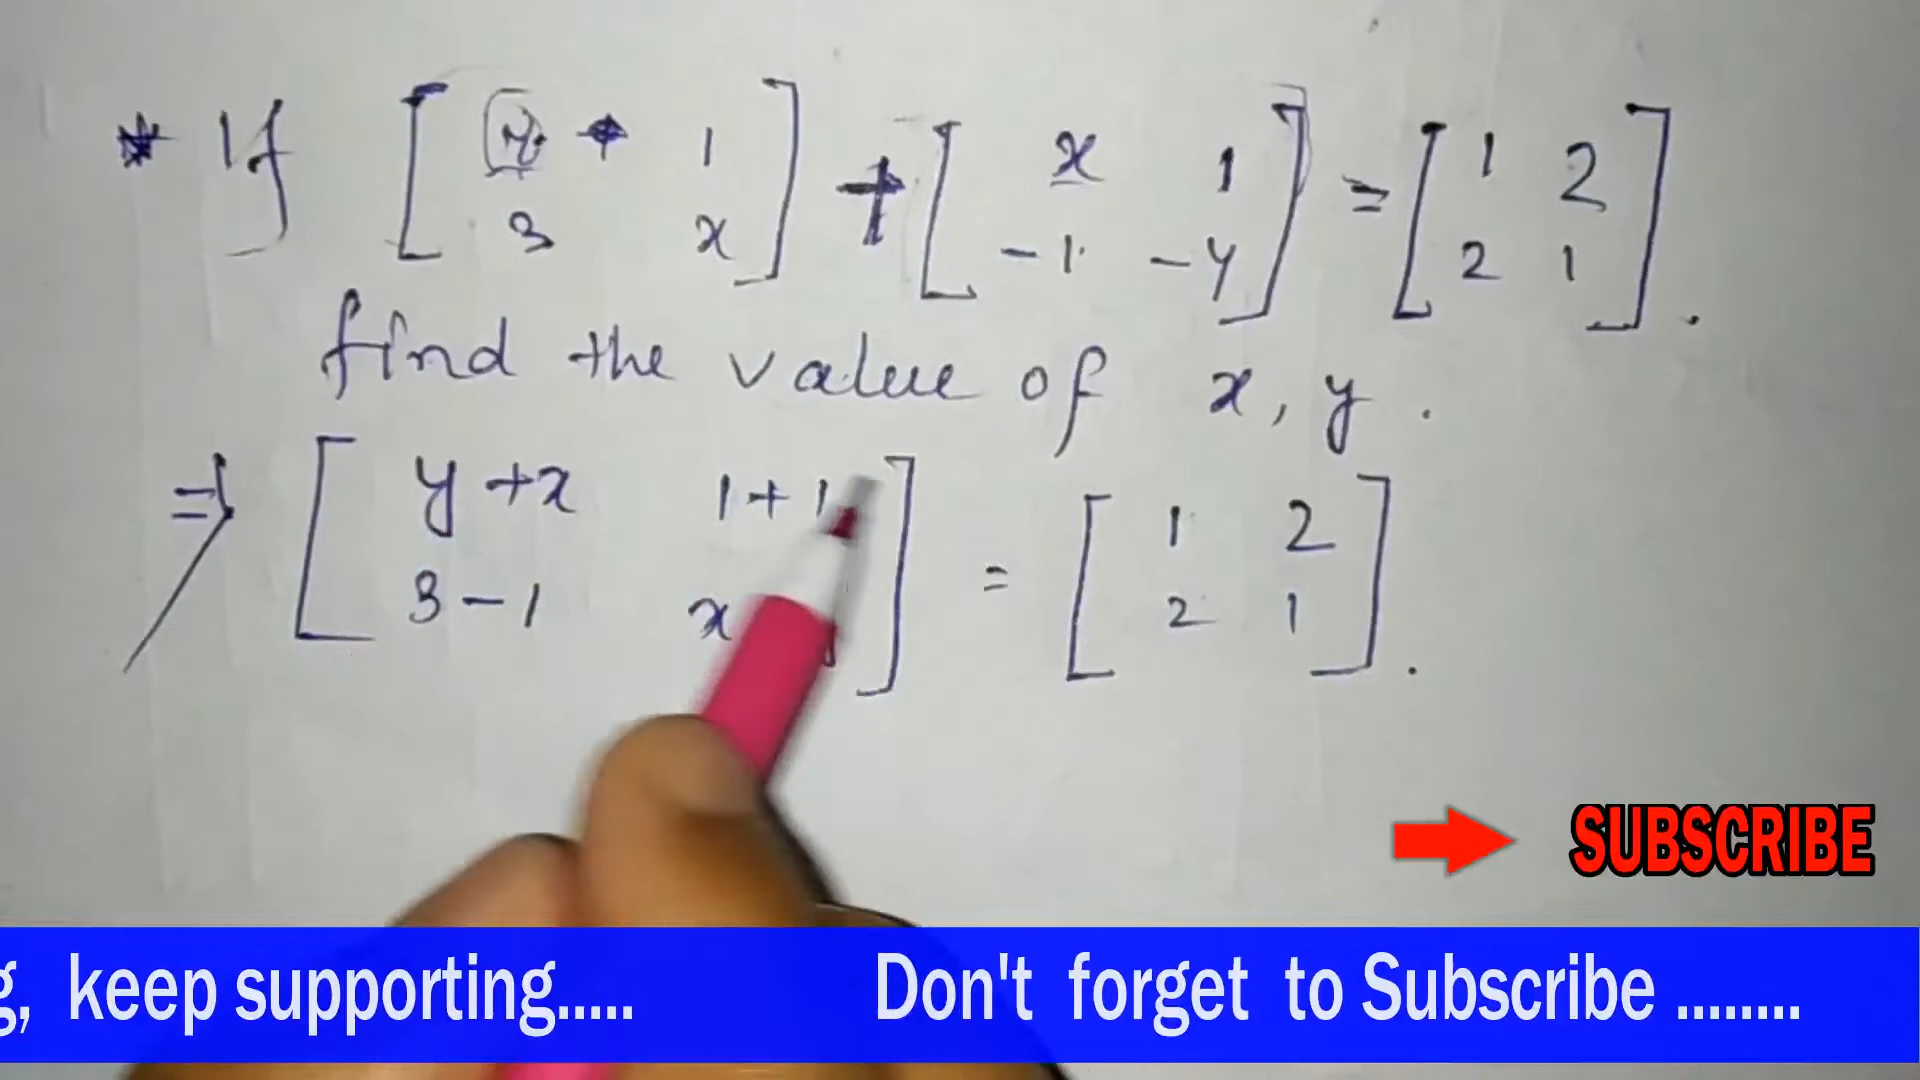 * If [ y 1 ] + [ x 1 ] = [ 1 2 ] .
[ 3 x ] [ -1 -y ] [ 2 1 ]
find the value of x, y .
⇒ [ y+x 1+1 ] = [ 1 2 ]
[ 3-1 x ] [ 2 1 ] .
SUBSCRIBE
g, keep supporting..... Don't forget to Subscribe ........